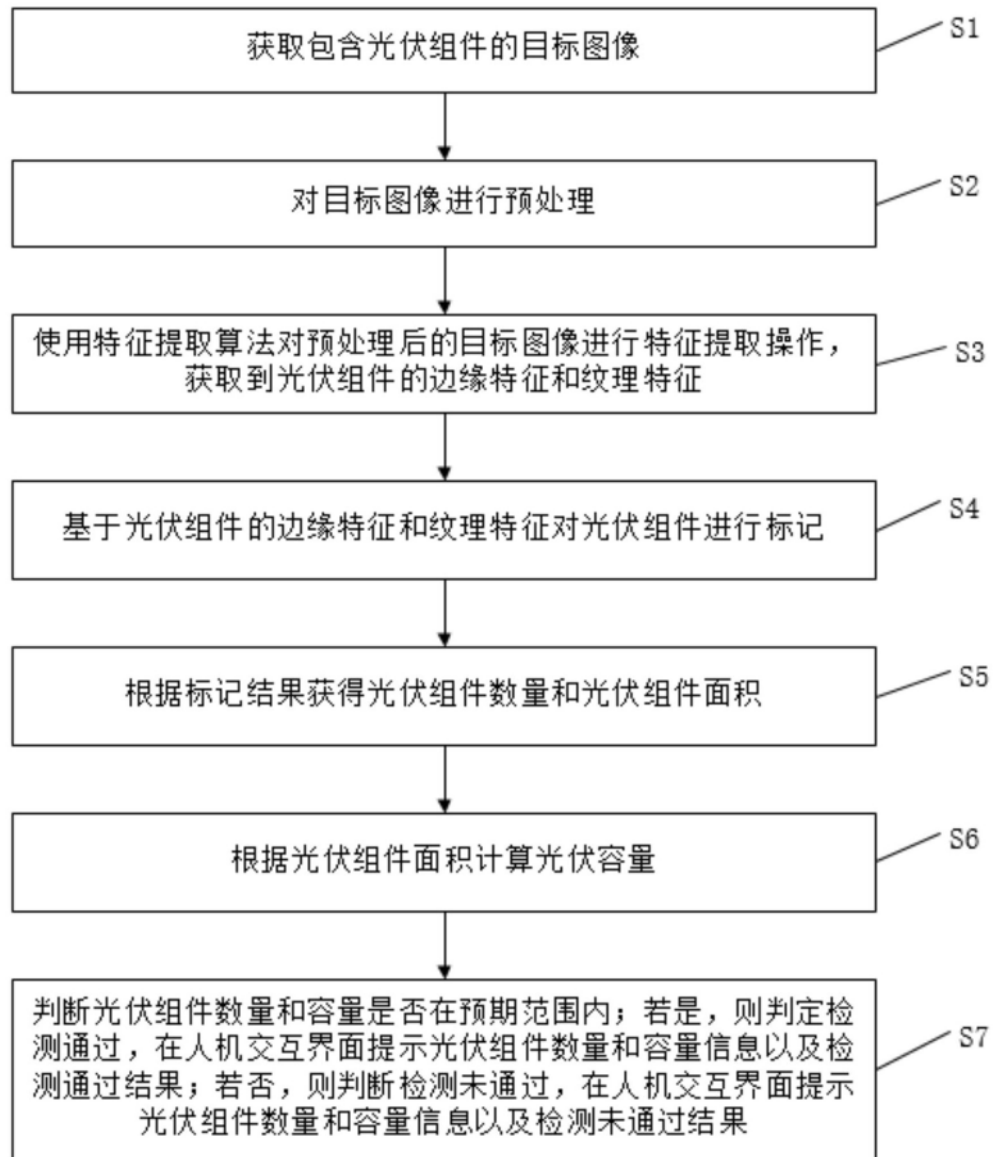 获取包含光伏组件的目标图像
S1
对目标图像进行预处理
S2
使用特征提取算法对预处理后的目标图像进行特征提取操作，
获取到光伏组件的边缘特征和纹理特征
S3
基于光伏组件的边缘特征和纹理特征对光伏组件进行标记
S4
根据标记结果获得光伏组件数量和光伏组件面积
S5
根据光伏组件面积计算光伏容量
S6
判断光伏组件数量和容量是否在预期范围内；若是，则判定检
测通过，在人机交互界面提示光伏组件数量和容量信息以及检
测通过结果；若否，则判断检测未通过，在人机交互界面提示
光伏组件数量和容量信息以及检测未通过结果
S7